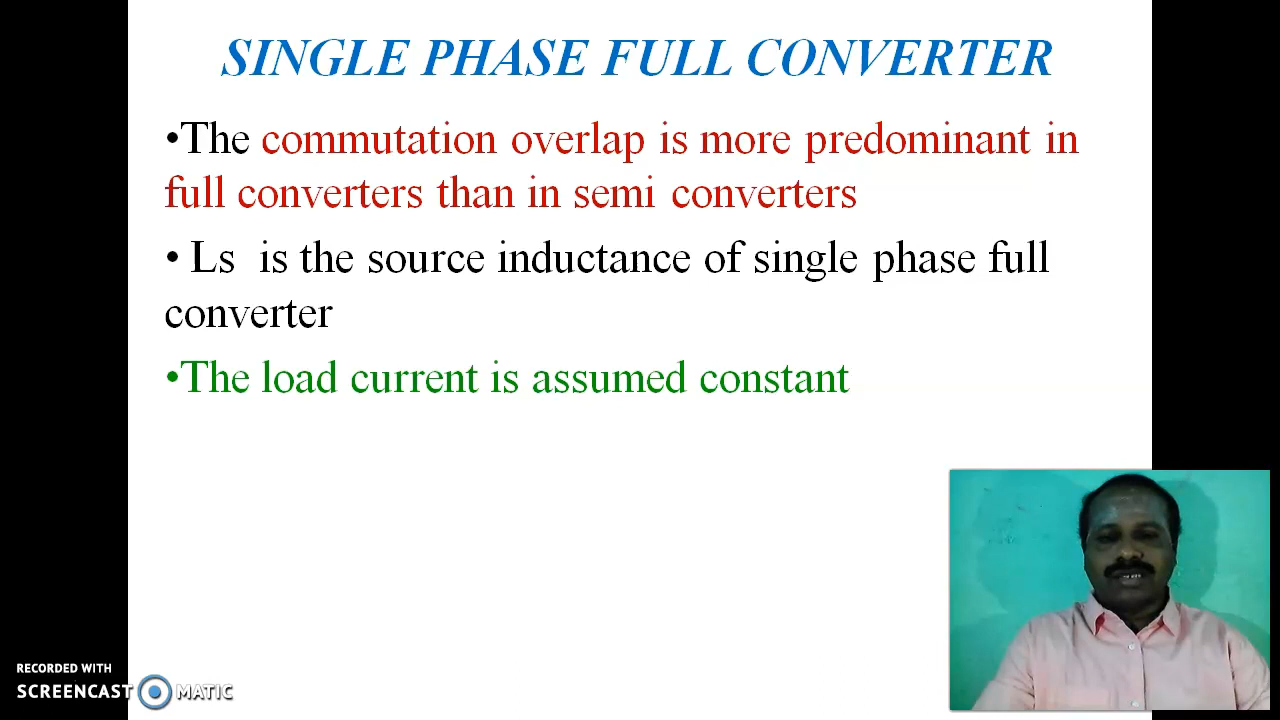 SINGLE PHASE FULL CONVERTER
•The commutation overlap is more predominant in
full converters than in semi converters
• Ls is the source inductance of single phase full
converter
•The load current is assumed constant
RECORDED WITH
SCREENCAST MATIC